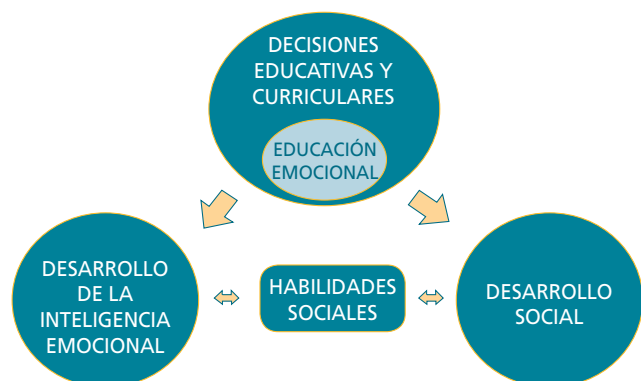 DECISIONES
EDUCATIVAS Y
CURRICULARES
EDUCACIÓN
EMOCIONAL
DESARROLLO
DE LA
INTELIGENCIA
EMOCIONAL
HABILIDADES
SOCIALES
DESARROLLO
SOCIAL